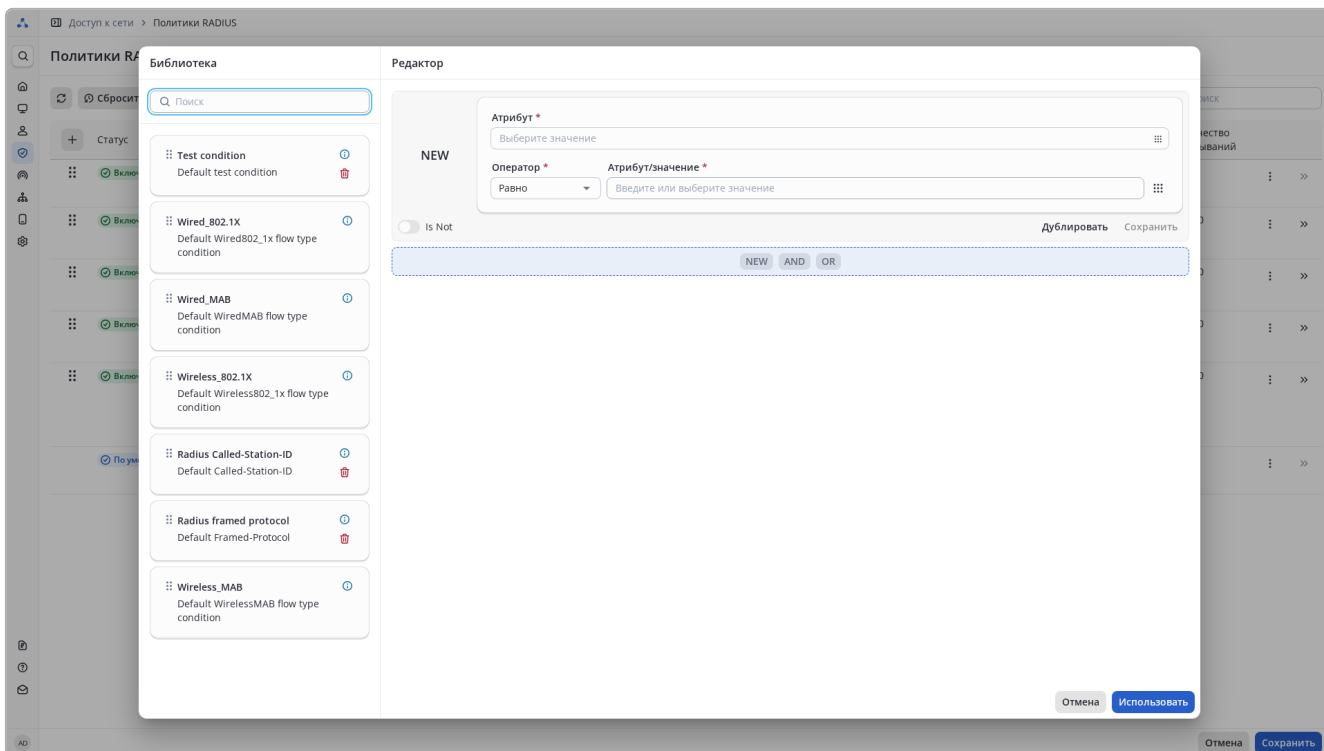 Доступ к сети > Политики RADIUS
Политики RA
Сбросит
Статус
Включ
Включ
Включ
Включ
Включ
По ум
Библиотека
Поиск
Test condition
Default test condition
Wired_802.1X
Default Wired802_1x flow type
condition
Wired_MAB
Default WiredMAB flow type
condition
Wireless_802.1X
Default Wireless802_1x flow type
condition
Radius Called-Station-ID
Default Called-Station-ID
Radius framed protocol
Default Framed-Protocol
Wireless_MAB
Default WirelessMAB flow type
condition
Редактор
NEW
Атрибут *
Выберите значение
Оператор * Атрибут/значение *
Равно Введите или выберите значение
Is Not Дублировать Сохранить
NEW AND OR
Отмена Использовать
AD
Отмена Сохранить